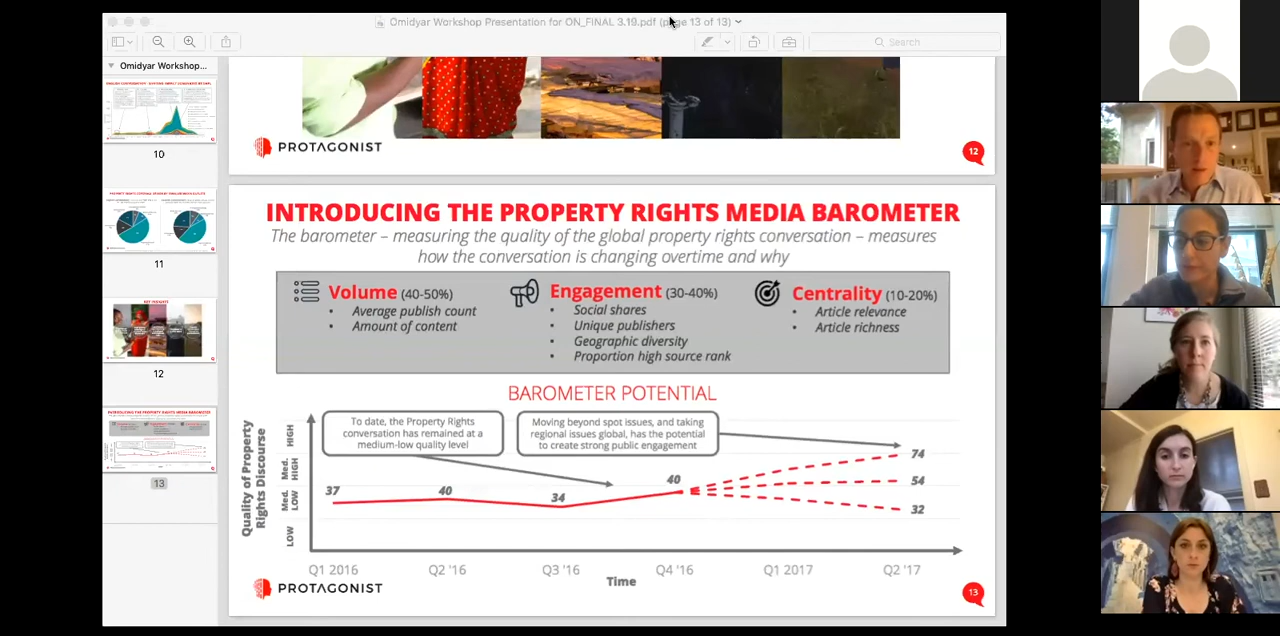 Omidyar Workshop Presentation for ON_FINAL 3.19.pdf (page 13 of 13)
Search
Omidyar Workshop...
10
11
12
13
PROTAGONIST
12
INTRODUCING THE PROPERTY RIGHTS MEDIA BAROMETER
The barometer – measuring the quality of the global property rights conversation – measures
how the conversation is changing overtime and why
Volume (40-50%)
• Average publish count
• Amount of content
Engagement (30-40%)
• Social shares
• Unique publishers
• Geographic diversity
• Proportion high source rank
Centrality (10-20%)
• Article relevance
• Article richness
BAROMETER POTENTIAL
Quality of Property
Rights Discourse
HIGH
Med.
HIGH
Med.
LOW
LOW
To date, the Property Rights
conversation has remained at a
medium-low quality level
Moving beyond spot issues, and taking
regional issues global, has the potential
to create strong public engagement
37
40
34
40
74
54
32
Q1 2016
Q2 '16
Q3 '16
Q4 '16
Q1 2017
Q2 '17
Time
PROTAGONIST
13